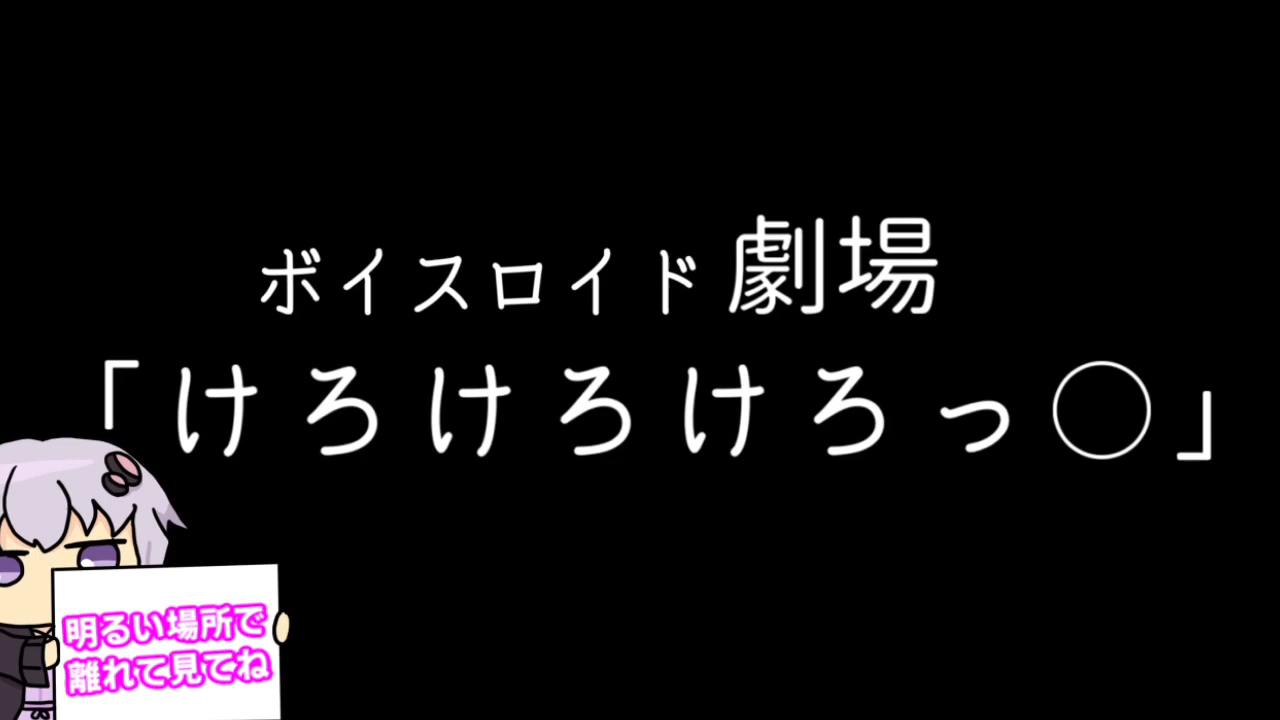 ボイスロイド劇場
「けろけろけろっ◯」
明るい場所で
離れて見てね